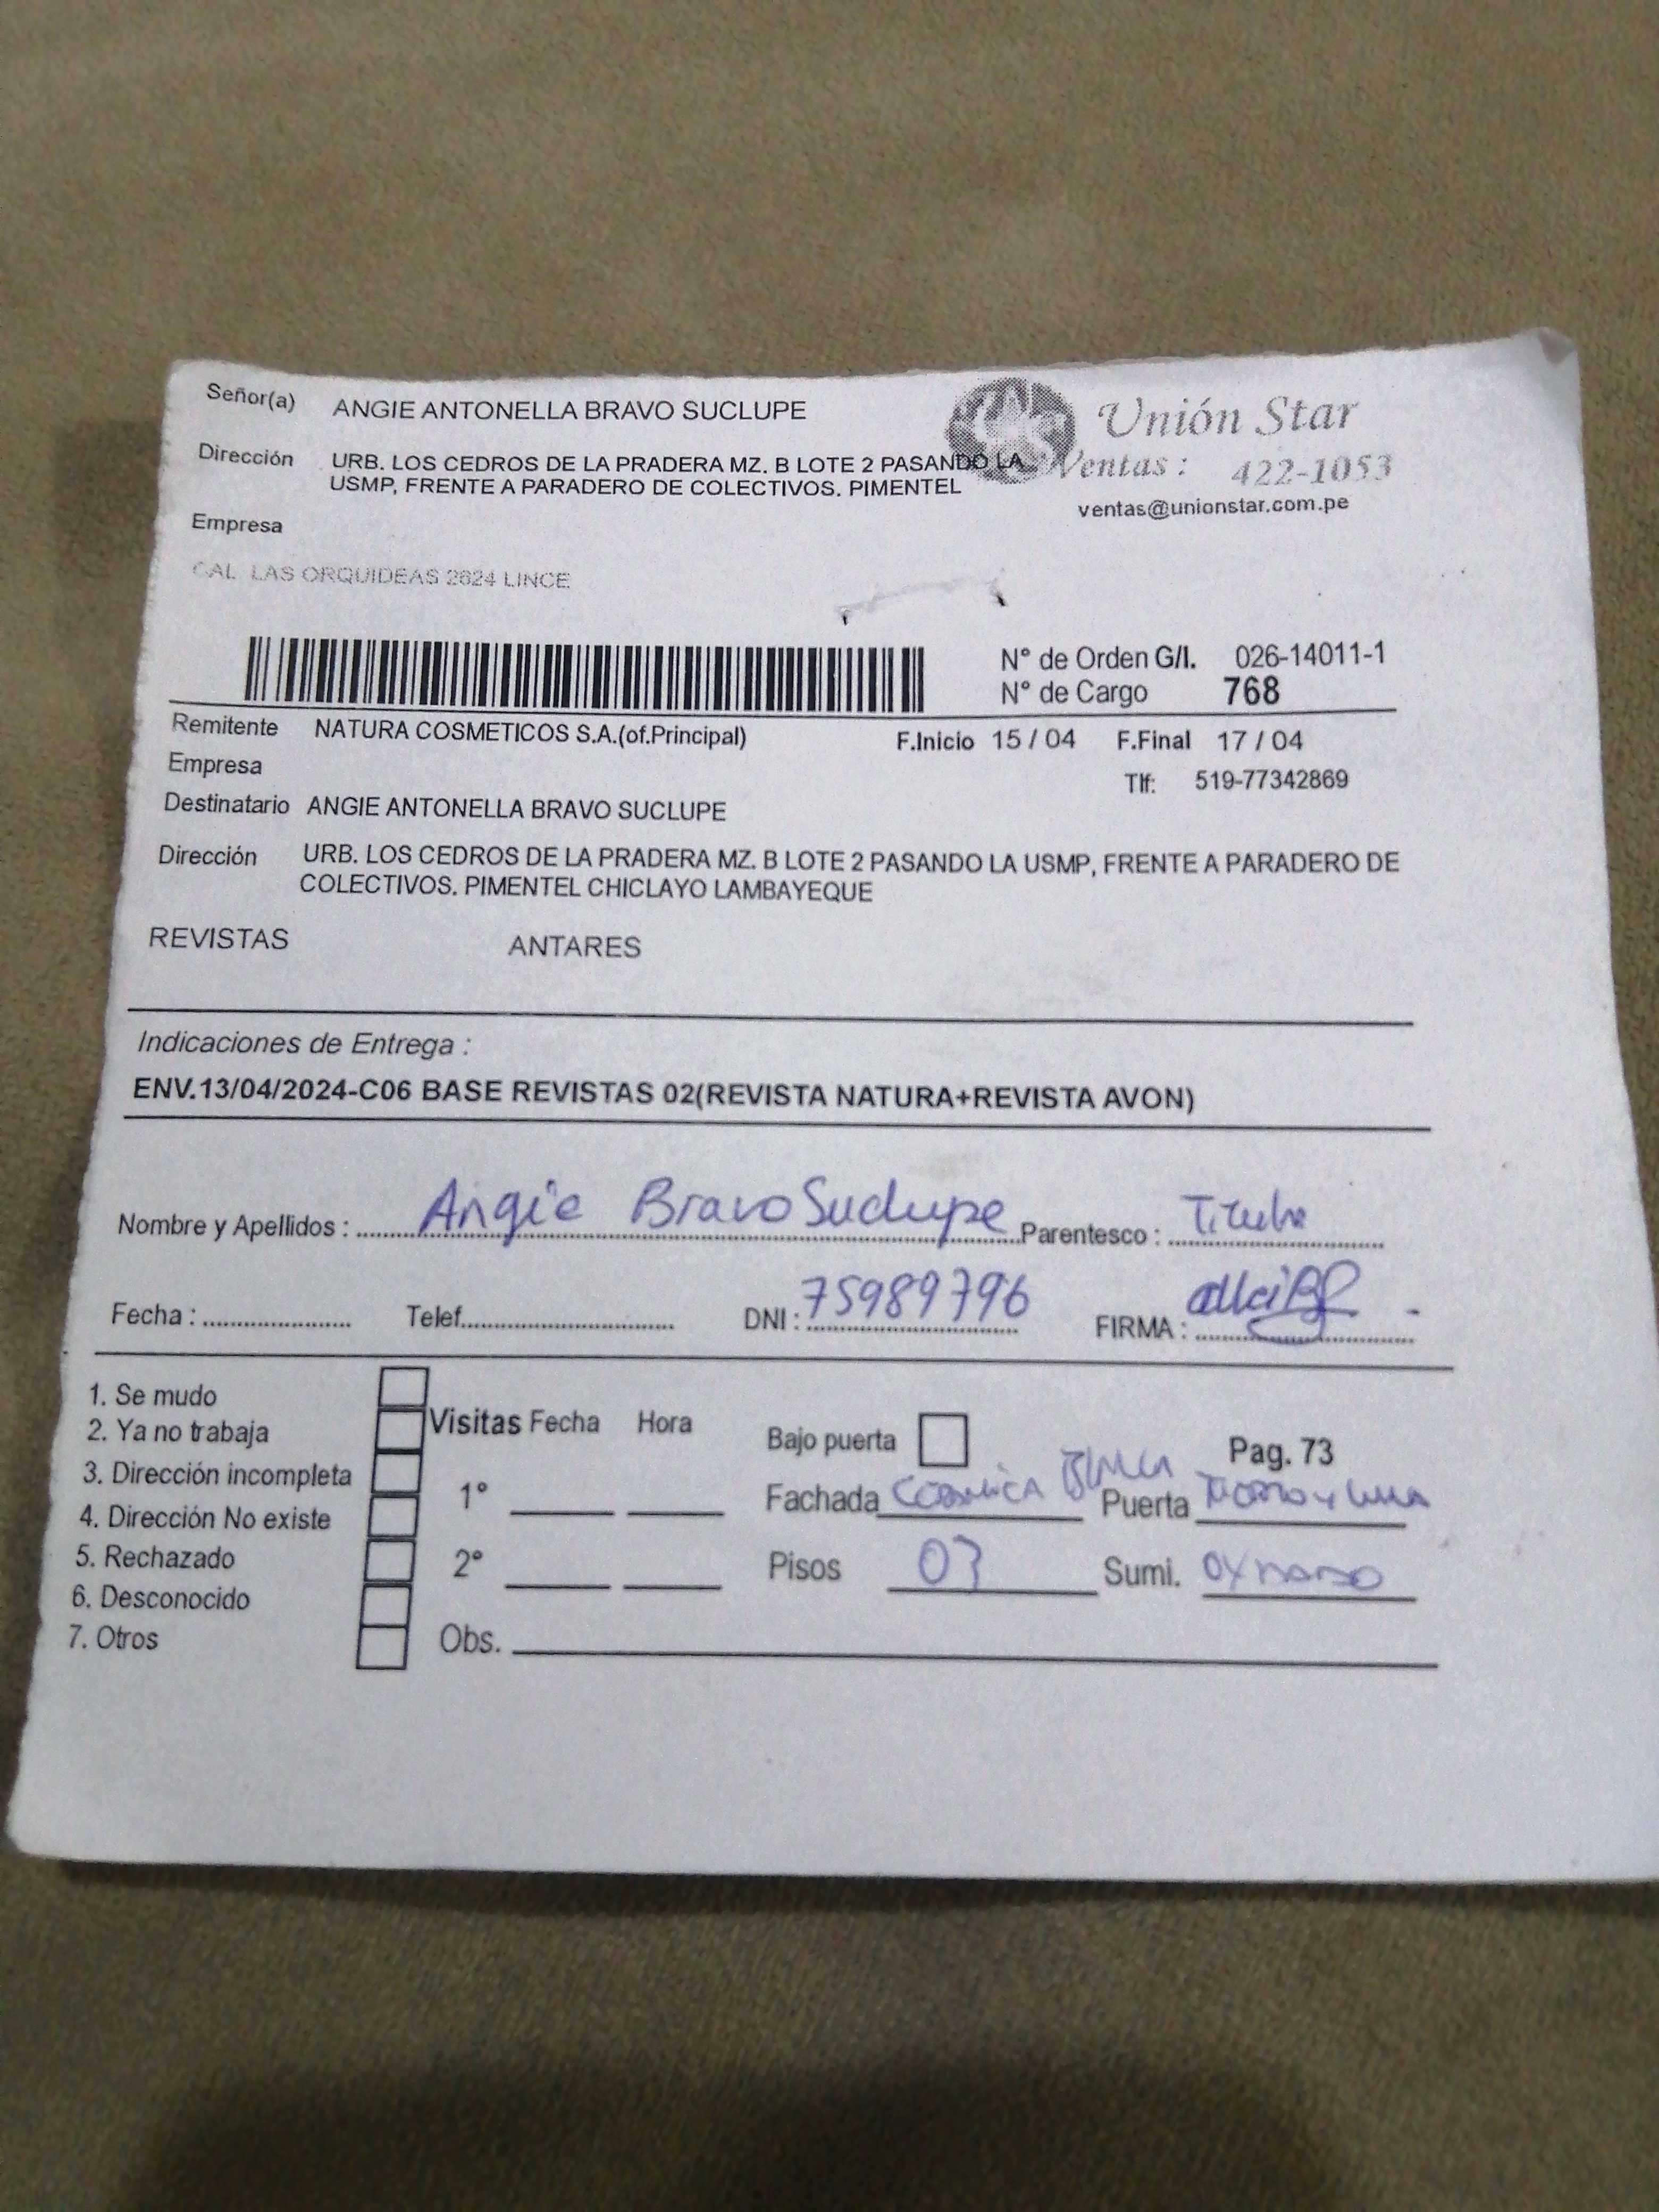 Señor(a) ANGIE ANTONELLA BRAVO SUCLUPE
Unión Star
Dirección URB. LOS CEDROS DE LA PRADERA MZ. B LOTE 2 PASANDO LA
USMP, FRENTE A PARADERO DE COLECTIVOS. PIMENTEL
Ventas : 422-1053
ventas@unionstar.com.pe
Empresa
CAL LAS ORQUIDEAS 2624 LINCE
N° de Orden G/I. 026-14011-1
N° de Cargo 768
Remitente NATURA COSMETICOS S.A.(of.Principal) F.Inicio 15 / 04 F.Final 17 / 04
Empresa Tlf: 519-77342869
Destinatario ANGIE ANTONELLA BRAVO SUCLUPE
Dirección URB. LOS CEDROS DE LA PRADERA MZ. B LOTE 2 PASANDO LA USMP, FRENTE A PARADERO DE
COLECTIVOS. PIMENTEL CHICLAYO LAMBAYEQUE
REVISTAS ANTARES
Indicaciones de Entrega :
ENV.13/04/2024-C06 BASE REVISTAS 02(REVISTA NATURA+REVISTA AVON)
Nombre y Apellidos : Angie Bravo Suclupe Parentesco : Titular
Fecha : Telef. DNI : 75989796 FIRMA :
1. Se mudo
2. Ya no trabaja
3. Dirección incompleta
4. Dirección No existe
5. Rechazado
6. Desconocido
7. Otros
Visitas Fecha Hora
1°
2°
Obs.
Bajo puerta Pag. 73
Fachada Puerta
Pisos 03 Sumi.